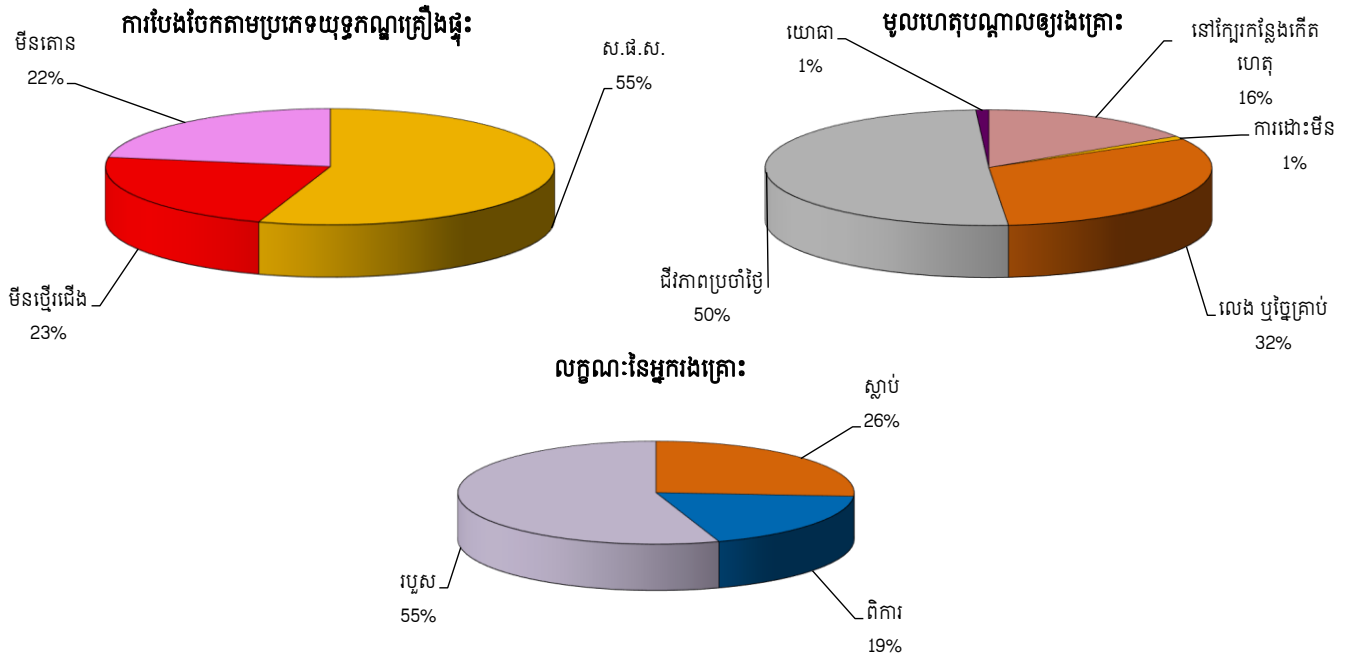 ការបែងចែកតាមប្រភេទយុទ្ធភណ្ឌគ្រឿងផ្ទុះ
មីនតោន
22%
ស.ផ.ស.
55%
មីនថ្មើរជើង
23%
មូលហេតុបណ្តាលឲ្យរងគ្រោះ
យោធា
1%
នៅក្បែរកន្លែងកើត
ហេតុ
16%
ការដោះមីន
1%
ជីវភាពប្រចាំថ្ងៃ
50%
លេង ឬច្នៃគ្រាប់
32%
លក្ខណៈនៃអ្នករងគ្រោះ
ស្លាប់
26%
របួស
55%
ពិការ
19%